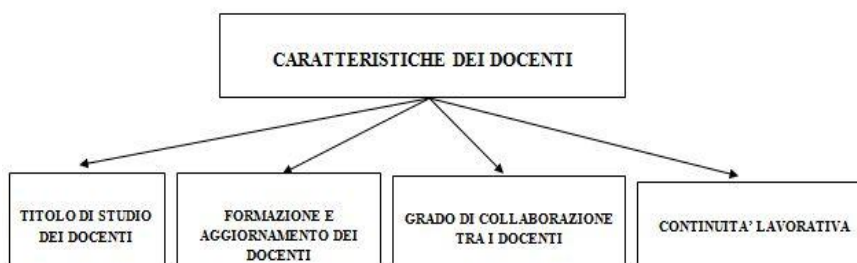 CARATTERISTICHE DEI DOCENTI
TITOLO DI STUDIO
DEI DOCENTI
FORMAZIONE E
AGGIORNAMENTO DEI
DOCENTI
GRADO DI COLLABORAZIONE
TRA I DOCENTI
CONTINUITA’ LAVORATIVA